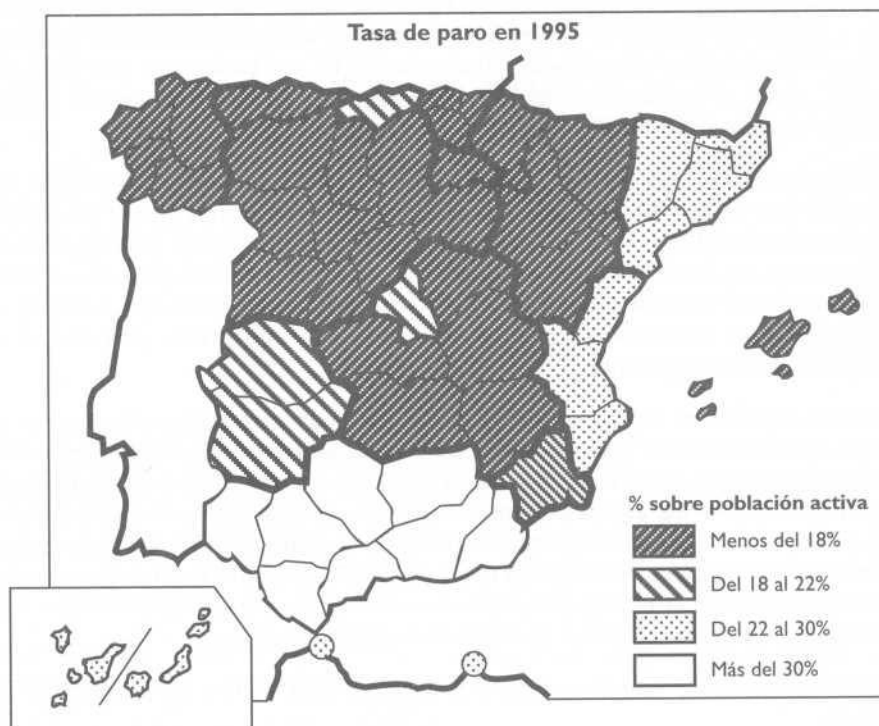 Tasa de paro en 1995
% sobre población activa
Menos del 18%
Del 18 al 22%
Del 22 al 30%
Más del 30%